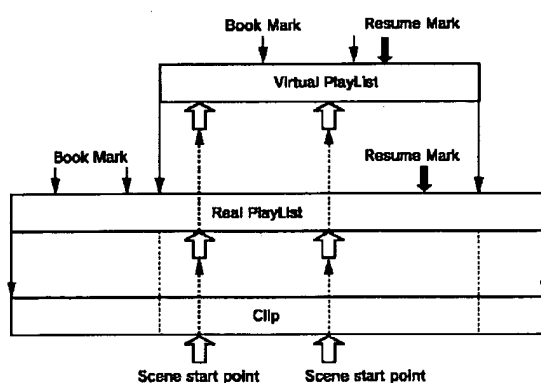 Book Mark Resume Mark
Virtual PlayList
Book Mark Resume Mark
Real PlayList
Clip
Scene start point Scene start point